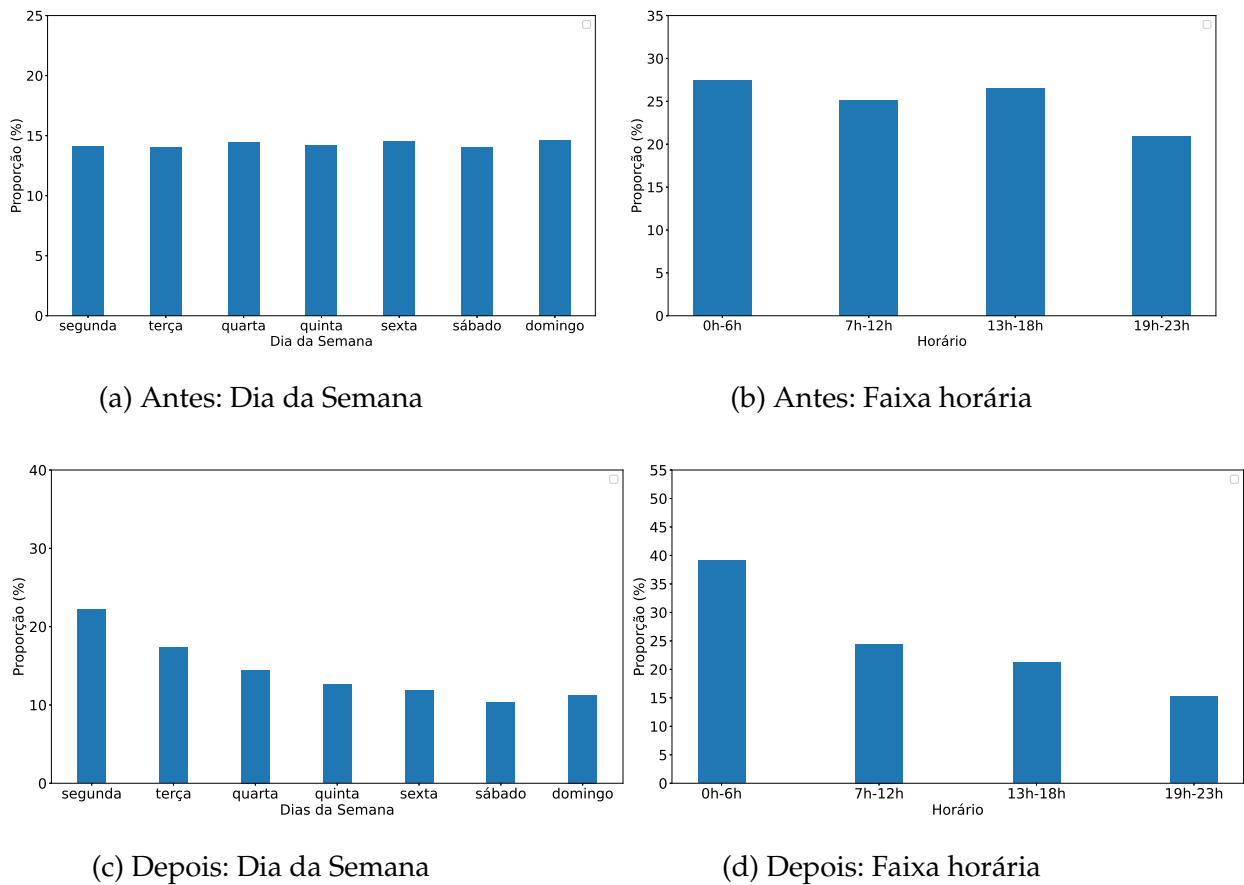 25
20
15
10
5
0
Proporção (%)
segunda terça quarta quinta sexta sábado domingo
Dia da Semana
(a) Antes: Dia da Semana
35
30
25
20
15
10
5
0
Proporção (%)
0h-6h 7h-12h 13h-18h 19h-23h
Horário
(b) Antes: Faixa horária
40
30
20
10
0
Proporção (%)
segunda terça quarta quinta sexta sábado domingo
Dias da Semana
(c) Depois: Dia da Semana
55
50
45
40
35
30
25
20
15
10
5
0
Proporção (%)
0h-6h 7h-12h 13h-18h 19h-23h
Horário
(d) Depois: Faixa horária